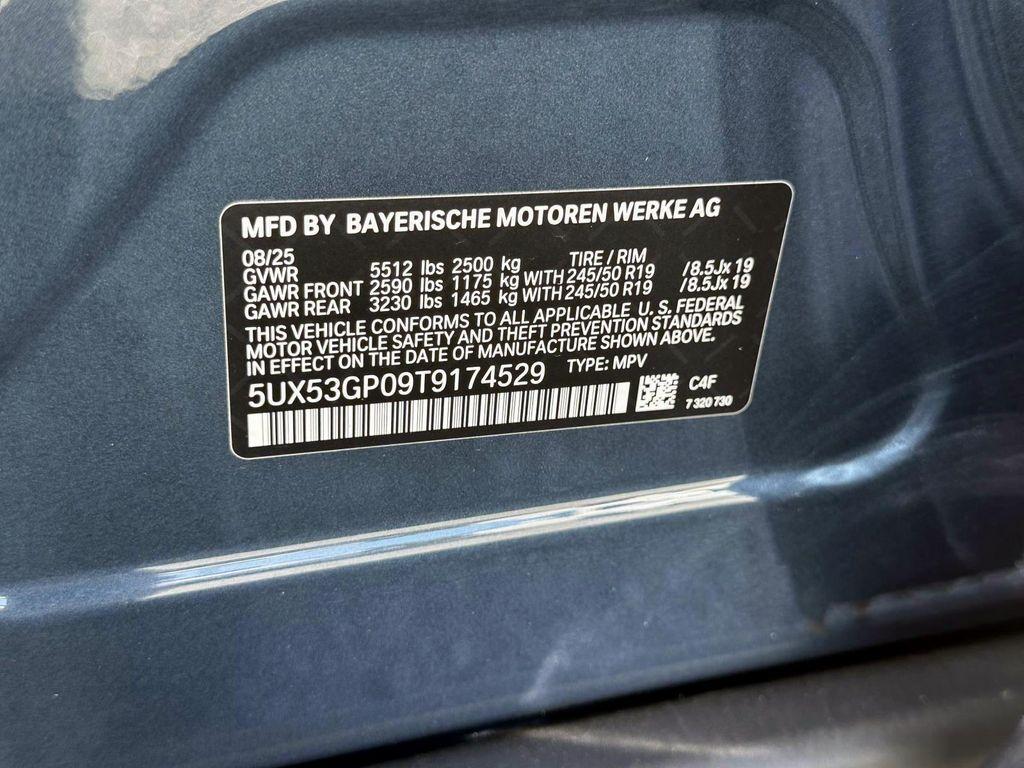 MFD BY BAYERISCHE MOTOREN WERKE AG
08/25 TIRE / RIM
GVWR 5512 lbs 2500 kg
GAWR FRONT 2590 lbs 1175 kg WITH 245/50 R19 /8.5Jx 19
GAWR REAR 3230 lbs 1465 kg WITH 245/50 R19 /8.5Jx 19
THIS VEHICLE CONFORMS TO ALL APPLICABLE U. S. FEDERAL
MOTOR VEHICLE SAFETY AND THEFT PREVENTION STANDARDS
IN EFFECT ON THE DATE OF MANUFACTURE SHOWN ABOVE.
5UX53GP09T9174529 TYPE: MPV
C4F
7 320 730